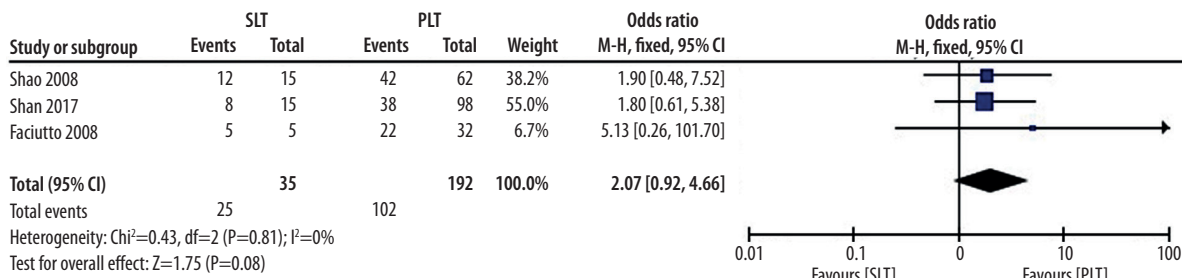 SLT PLT Odds ratio Odds ratio
Study or subgroup Events Total Events Total Weight M-H, fixed, 95% CI M-H, fixed, 95% CI
Shao 2008 12 15 42 62 38.2% 1.90 [0.48, 7.52]
Shan 2017 8 15 38 98 55.0% 1.80 [0.61, 5.38]
Faciutto 2008 5 5 22 32 6.7% 5.13 [0.26, 101.70]
Total (95% CI) 35 192 100.0% 2.07 [0.92, 4.66]
Total events 25 102
Heterogeneity: Chi²=0.43, df=2 (P=0.81); I²=0%
Test for overall effect: Z=1.75 (P=0.08)
0.01 0.1 0 10 100
Favours [SLT] Favours [PLT]